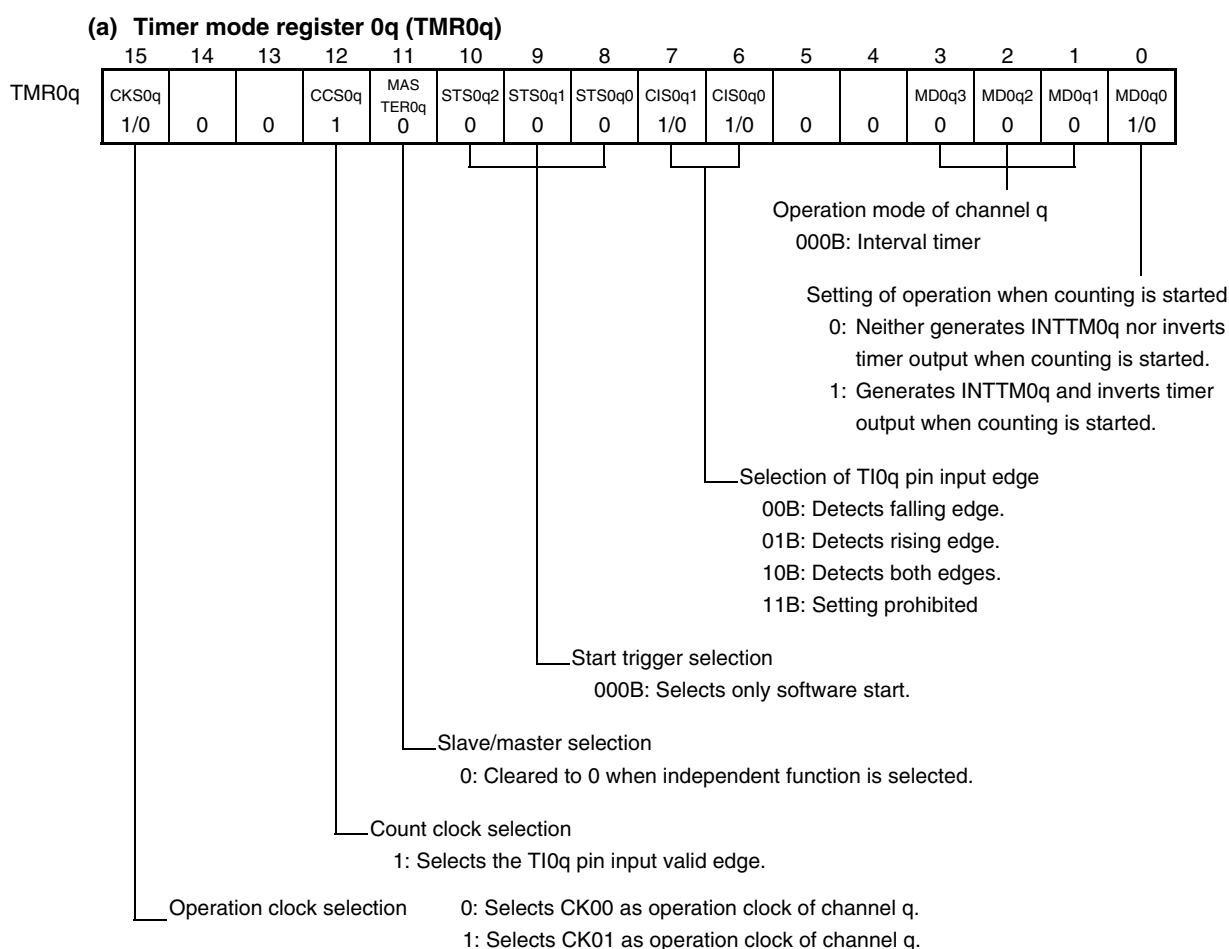 (a) Timer mode register 0q (TMR0q)
15 14 13 12 11 10 9 8 7 6 5 4 3 2 1 0
TMR0q CKS0q CCS0q MAS TER0q STS0q2 STS0q1 STS0q0 CIS0q1 CIS0q0 MD0q3 MD0q2 MD0q1 MD0q0
1/0 0 0 1 0 0 0 0 1/0 1/0 0 0 0 0 0 1/0
Operation mode of channel q
000B: Interval timer
Setting of operation when counting is started
0: Neither generates INTTM0q nor inverts
timer output when counting is started.
1: Generates INTTM0q and inverts timer
output when counting is started.
Selection of TI0q pin input edge
00B: Detects falling edge.
01B: Detects rising edge.
10B: Detects both edges.
11B: Setting prohibited
Start trigger selection
000B: Selects only software start.
Slave/master selection
0: Cleared to 0 when independent function is selected.
Count clock selection
1: Selects the TI0q pin input valid edge.
Operation clock selection 0: Selects CK00 as operation clock of channel q.
1: Selects CK01 as operation clock of channel q.